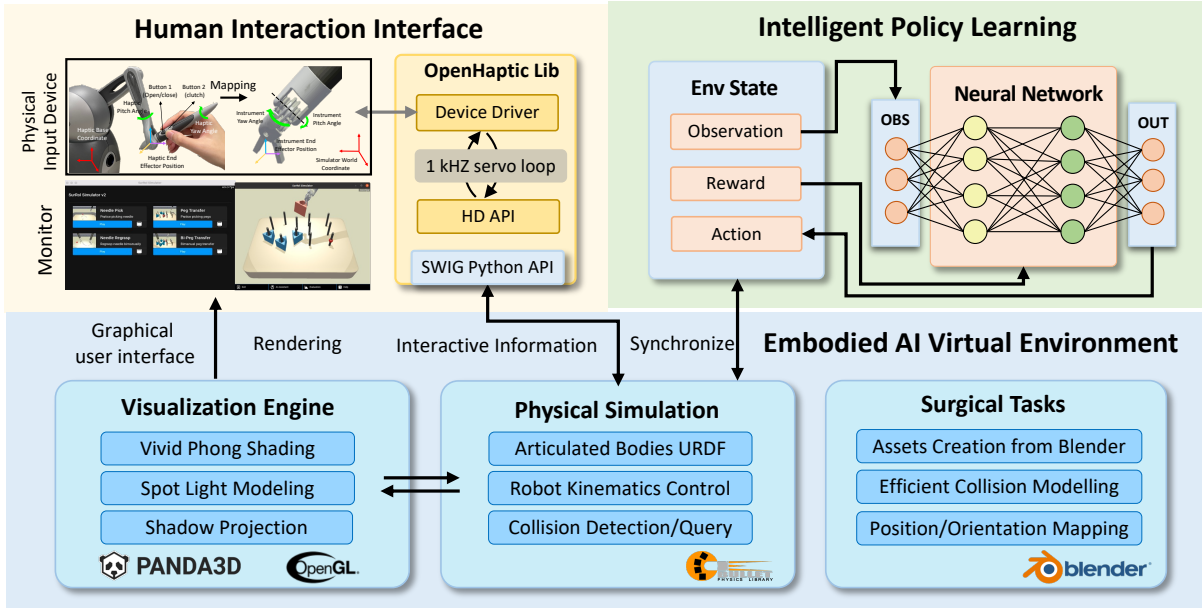 Human Interaction Interface
Physical
Input Device
Button 1
(Open/close)
Button 2
(clutch)
Mapping
Haptic
Pitch Angle
Haptic
Yaw Angle
Haptic Base
Coordinate
Haptic End
Effector Position
Instrument
Yaw Angle
Instrument
Pitch Angle
Instrument End
Effector Position
Simulator World
Coordinate
Monitor
SurRol Simulator v2
Needle Pick
Peg Transfer
Needle Regrasp
Bi-Peg Transfer
OpenHaptic Lib
Device Driver
1 kHZ servo loop
HD API
SWIG Python API
Intelligent Policy Learning
Env State
Observation
Reward
Action
OBS
Neural Network
OUT
Graphical
user interface
Rendering
Interactive Information
Synchronize
Embodied AI Virtual Environment
Visualization Engine
Vivid Phong Shading
Spot Light Modeling
Shadow Projection
PANDA3D
OpenGL
Physical Simulation
Articulated Bodies URDF
Robot Kinematics Control
Collision Detection/Query
BULLET
PHYSICS LIBRARY
Surgical Tasks
Assets Creation from Blender
Efficient Collision Modelling
Position/Orientation Mapping
blender